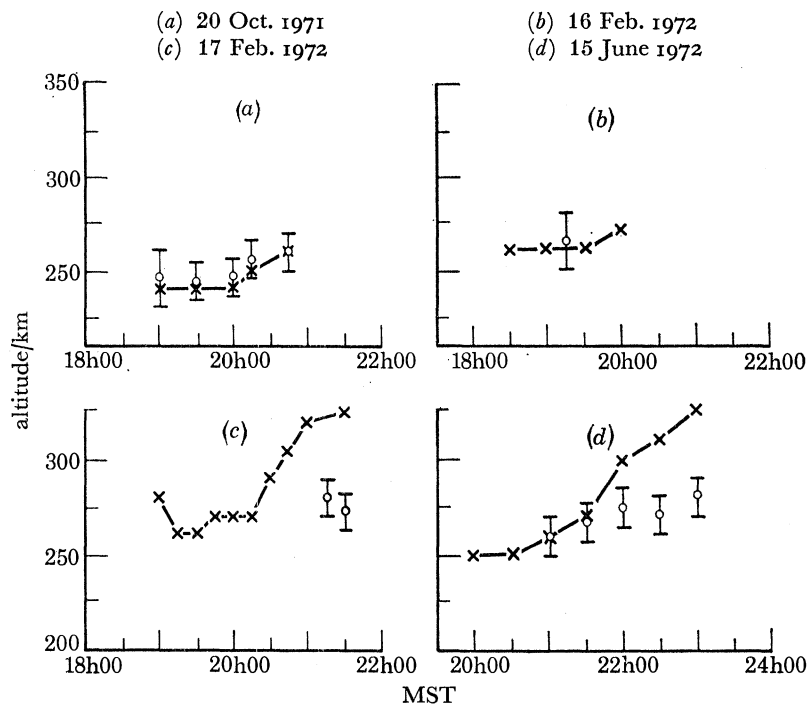 (a) 20 Oct. 1971
(b) 16 Feb. 1972
(c) 17 Feb. 1972
(d) 15 June 1972
350
300
250
(a)
(b)
18h00 20h00 22h00
18h00 20h00 22h00
altitude/km
300
250
200
(c)
(d)
18h00 20h00 22h00
20h00 22h00 24h00
MST